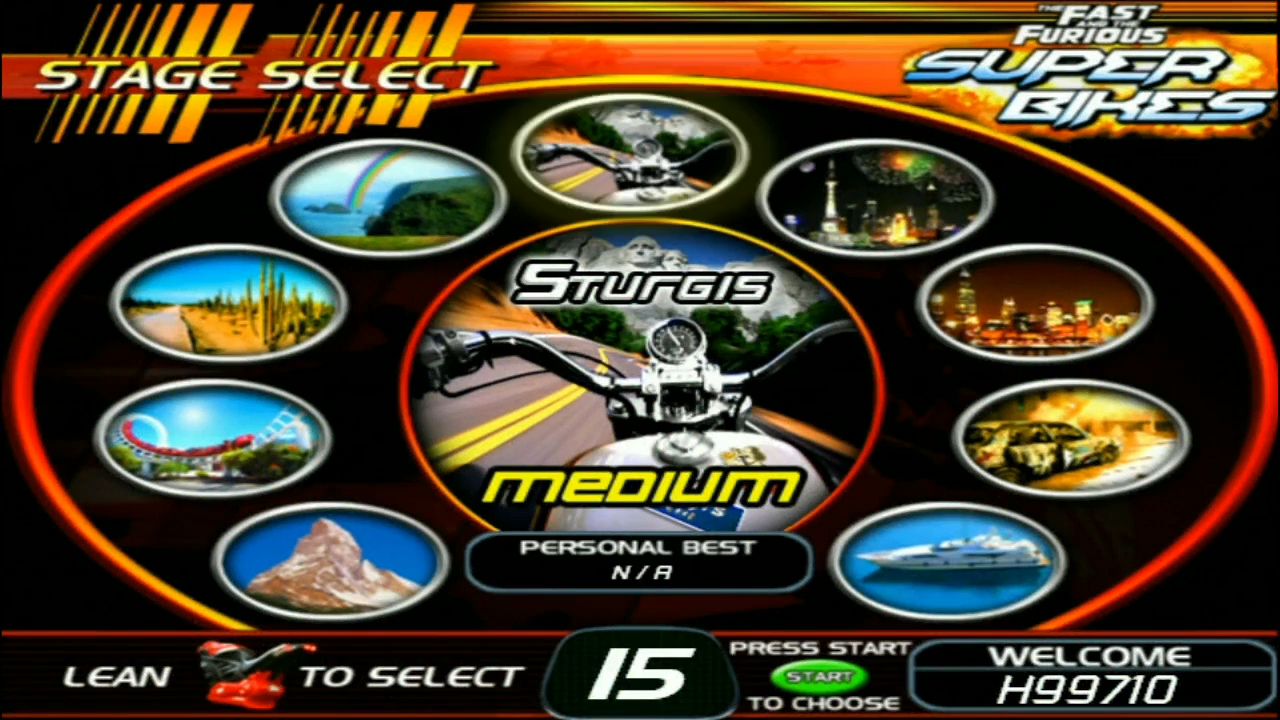 STAGE SELECT
THE FAST
AND THE
FURIOUS
SUPER
BIKES
STURGIS
MEDIUM
PERSONAL BEST
N/A
LEAN TO SELECT
15
PRESS START
START
TO CHOOSE
WELCOME
H99710